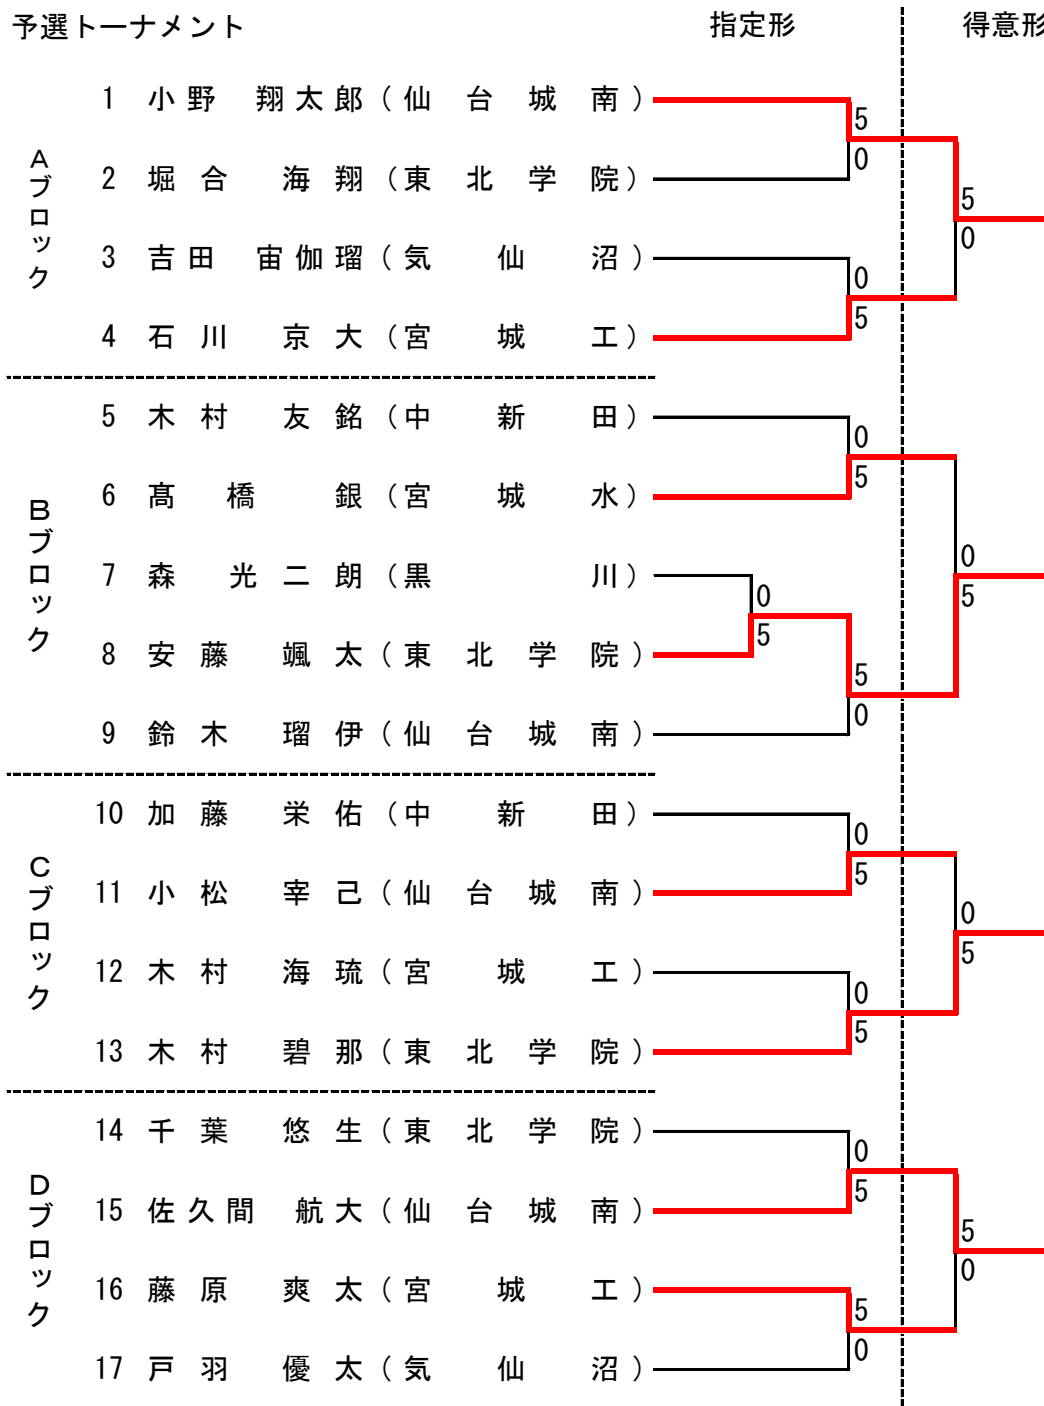 予選トーナメント 指定形 得意形
Aブロック
1 小野 翔太郎（仙台城南） 5
2 堀合 海翔（東北学院） 0
5
0
3 吉田 宙伽瑠（気仙沼） 0
4 石川 京大（宮城工） 5
Bブロック
5 木村 友銘（中新田） 0
6 髙橋 銀（宮城水） 5
0
5
7 森 光二朗（黒川） 0
8 安藤 颯太（東北学院） 5
5
0
9 鈴木 瑠伊（仙台城南）
Cブロック
10 加藤 栄佑（中新田） 0
11 小松 宰己（仙台城南） 5
0
5
12 木村 海琉（宮城工） 0
13 木村 碧那（東北学院） 5
Dブロック
14 千葉 悠生（東北学院） 0
15 佐久間 航大（仙台城南） 5
5
0
16 藤原 爽太（宮城工） 5
17 戸羽 優太（気仙沼） 0